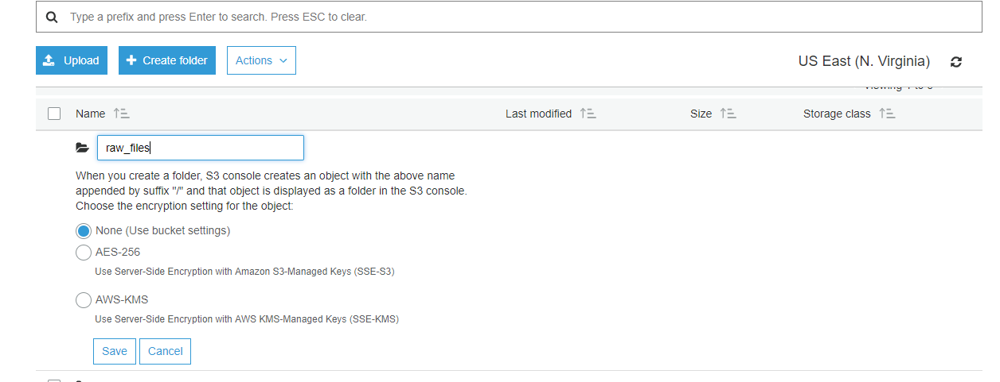 Type a prefix and press Enter to search. Press ESC to clear.
Upload Create folder Actions US East (N. Virginia)
Name Last modified Size Storage class
raw_files
When you create a folder, S3 console creates an object with the above name
appended by suffix "/" and that object is displayed as a folder in the S3 console.
Choose the encryption setting for the object:
None (Use bucket settings)
AES-256
Use Server-Side Encryption with Amazon S3-Managed Keys (SSE-S3)
AWS-KMS
Use Server-Side Encryption with AWS KMS-Managed Keys (SSE-KMS)
Save Cancel